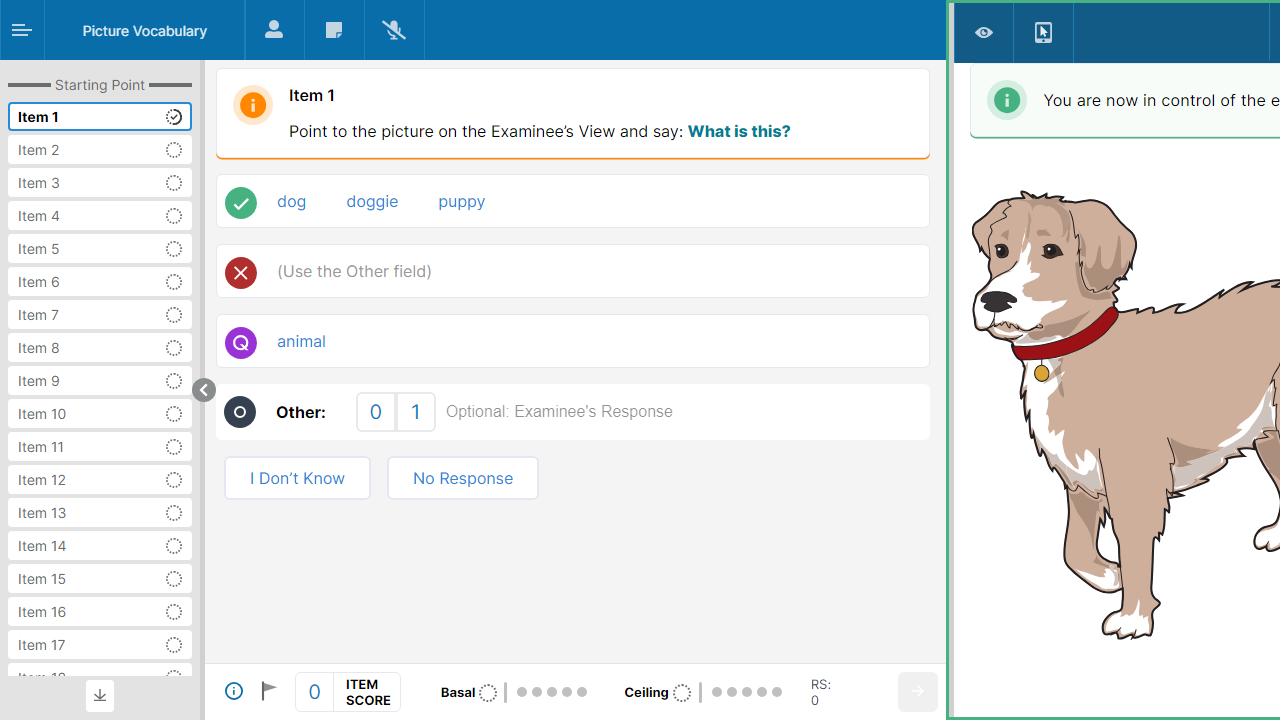 Picture Vocabulary
Starting Point
Item 1
Item 2
Item 3
Item 4
Item 5
Item 6
Item 7
Item 8
Item 9
Item 10
Item 11
Item 12
Item 13
Item 14
Item 15
Item 16
Item 17
Item 1
Point to the picture on the Examinee’s View and say: What is this?
dog doggie puppy
(Use the Other field)
Q animal
Other: 0 1 Optional: Examinee's Response
I Don’t Know No Response
0 ITEM SCORE
Basal
Ceiling
RS:
0
You are now in control of the e